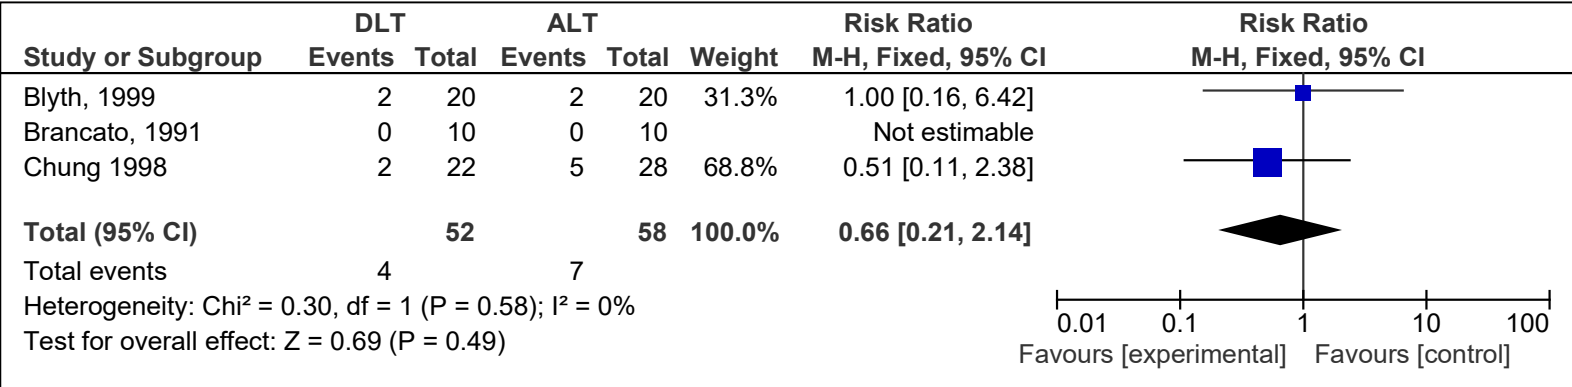 DLT ALT Risk Ratio Risk Ratio
Study or Subgroup Events Total Events Total Weight M-H, Fixed, 95% CI M-H, Fixed, 95% CI
Blyth, 1999 2 20 2 20 31.3% 1.00 [0.16, 6.42]
Brancato, 1991 0 10 0 10 Not estimable
Chung 1998 2 22 5 28 68.8% 0.51 [0.11, 2.38]
Total (95% CI) 52 58 100.0% 0.66 [0.21, 2.14]
Total events 4 7
Heterogeneity: Chi² = 0.30, df = 1 (P = 0.58); I² = 0%
Test for overall effect: Z = 0.69 (P = 0.49)
0.01 0.1 1 10 100
Favours [experimental] Favours [control]